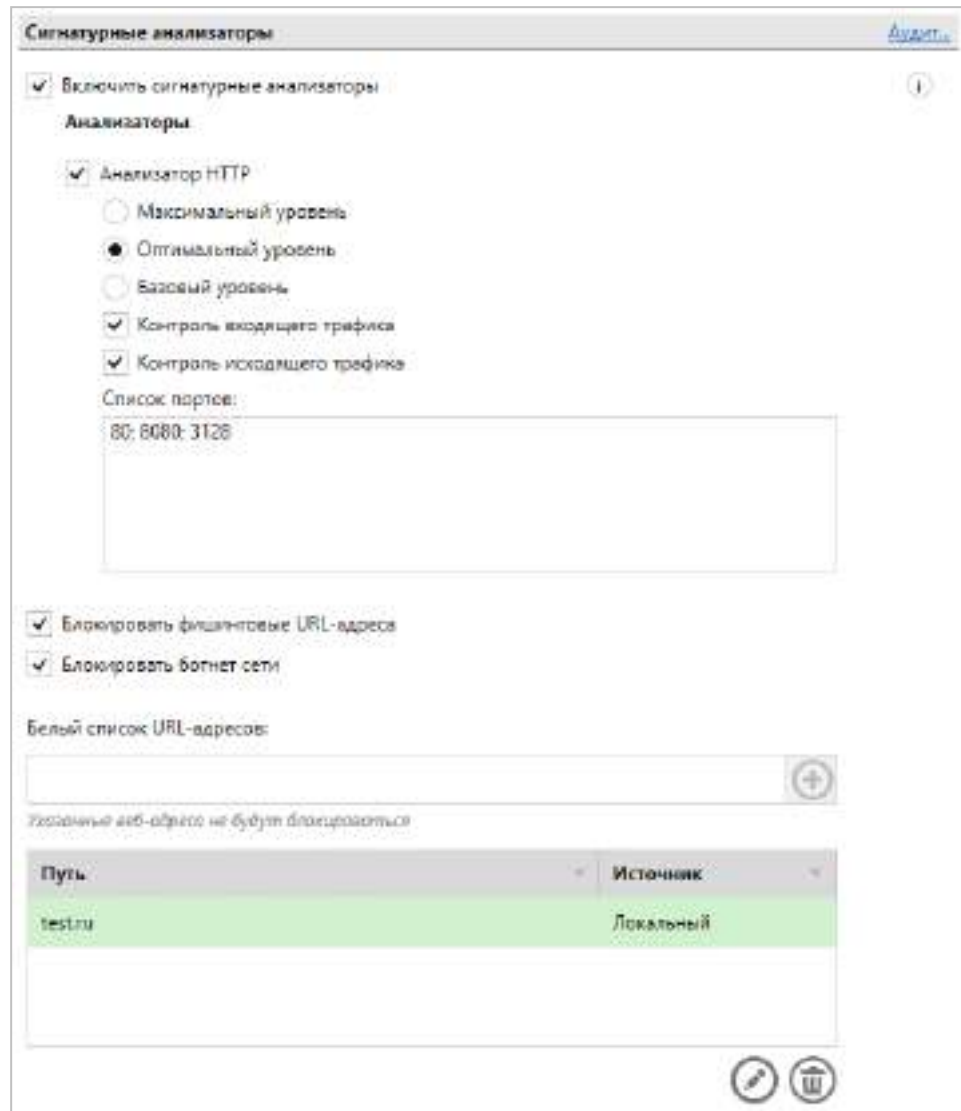 Сигнатурные анализаторы
Аудит...
Включить сигнатурные анализаторы
Анализаторы
Анализатор HTTP
Максимальный уровень
Оптимальный уровень
Базовый уровень
Контроль входящего трафика
Контроль исходящего трафика
Список портов:
80; 8080; 3128
Блокировать фишинговые URL-адреса
Блокировать ботнет сети
Белый список URL-адресов:
Указанные веб-адреса не будут блокироваться
Путь
Источник
test.ru
Локальный